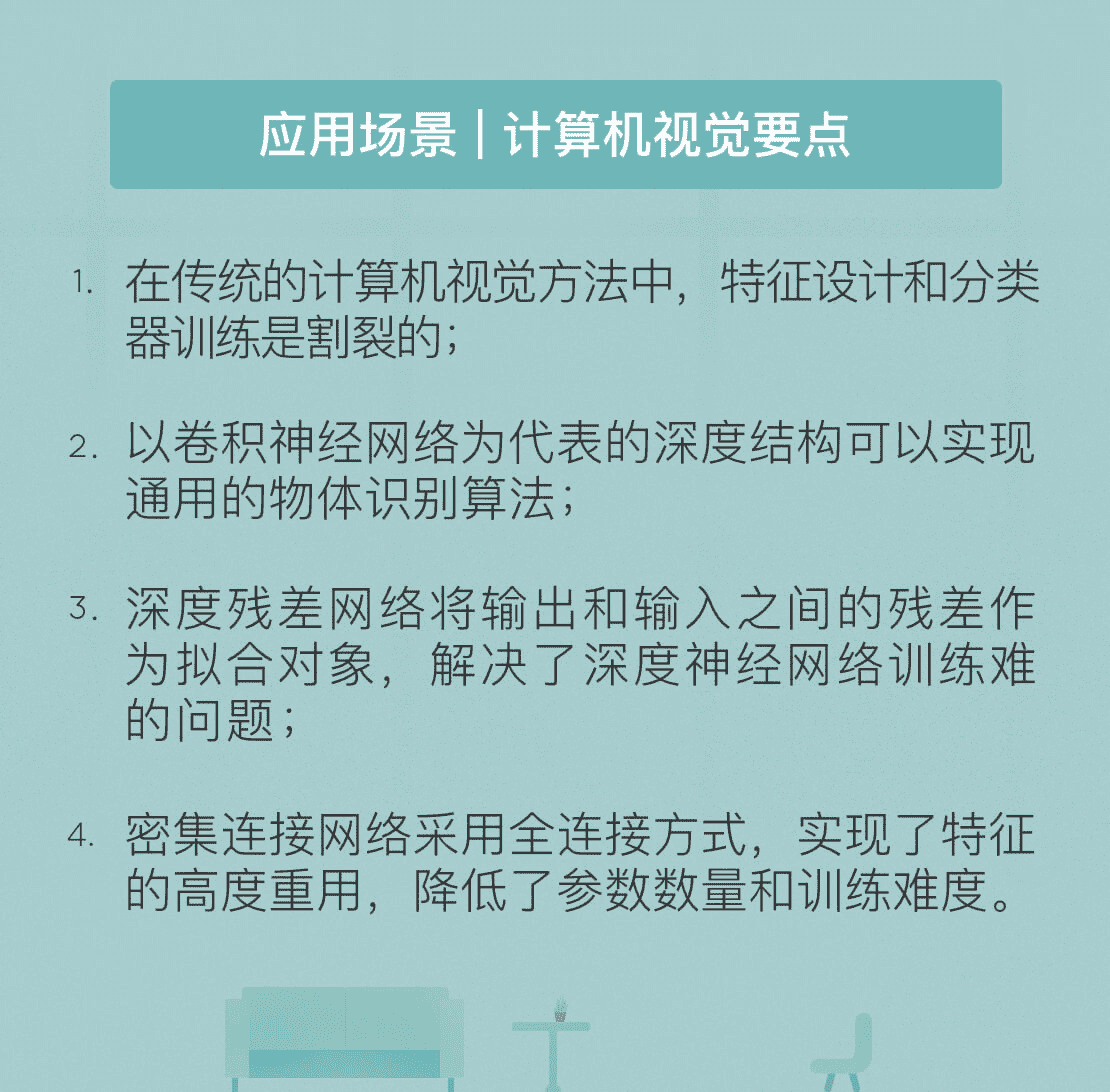 应用场景 | 计算机视觉要点
1. 在传统的计算机视觉方法中，特征设计和分类
器训练是割裂的；
2. 以卷积神经网络为代表的深度结构可以实现
通用的物体识别算法；
3. 深度残差网络将输出和输入之间的残差作
为拟合对象，解决了深度神经网络训练难
的问题；
4. 密集连接网络采用全连接方式，实现了特征
的高度重用，降低了参数数量和训练难度。